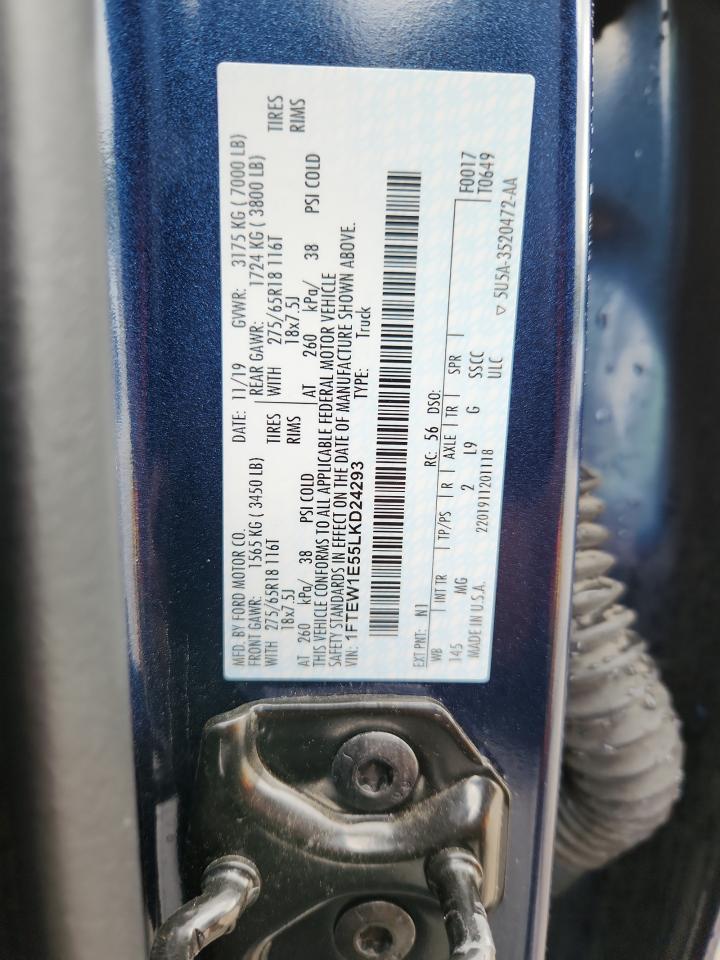 MFD. BY FORD MOTOR CO. DATE: 11/19 GVWR: 3175 KG ( 7000 LB)
FRONT GAWR: 1565 KG ( 3450 LB) REAR GAWR: 1724 KG ( 3800 LB)
WITH 275/65R18 116T TIRES WITH 275/65R18 116T TIRES
18x7.5J RIMS 18x7.5J RIMS
AT 260 kPa/ 38 PSI COLD AT 260 kPa/ 38 PSI COLD
THIS VEHICLE CONFORMS TO ALL APPLICABLE FEDERAL MOTOR VEHICLE
SAFETY STANDARDS IN EFFECT ON THE DATE OF MANUFACTURE SHOWN ABOVE.
VIN: 1FTEW1E55LKD24293 TYPE: Truck
F0017
EXT PNT: N1 RC: 56 DSO: T0649
WB INT TR TP/PS R AXLE TR SPR
145 MG 2 L9 G SSCC
MADE IN U.S.A. 2201911201118 ULC ▽ 5U5A-3520472-AA